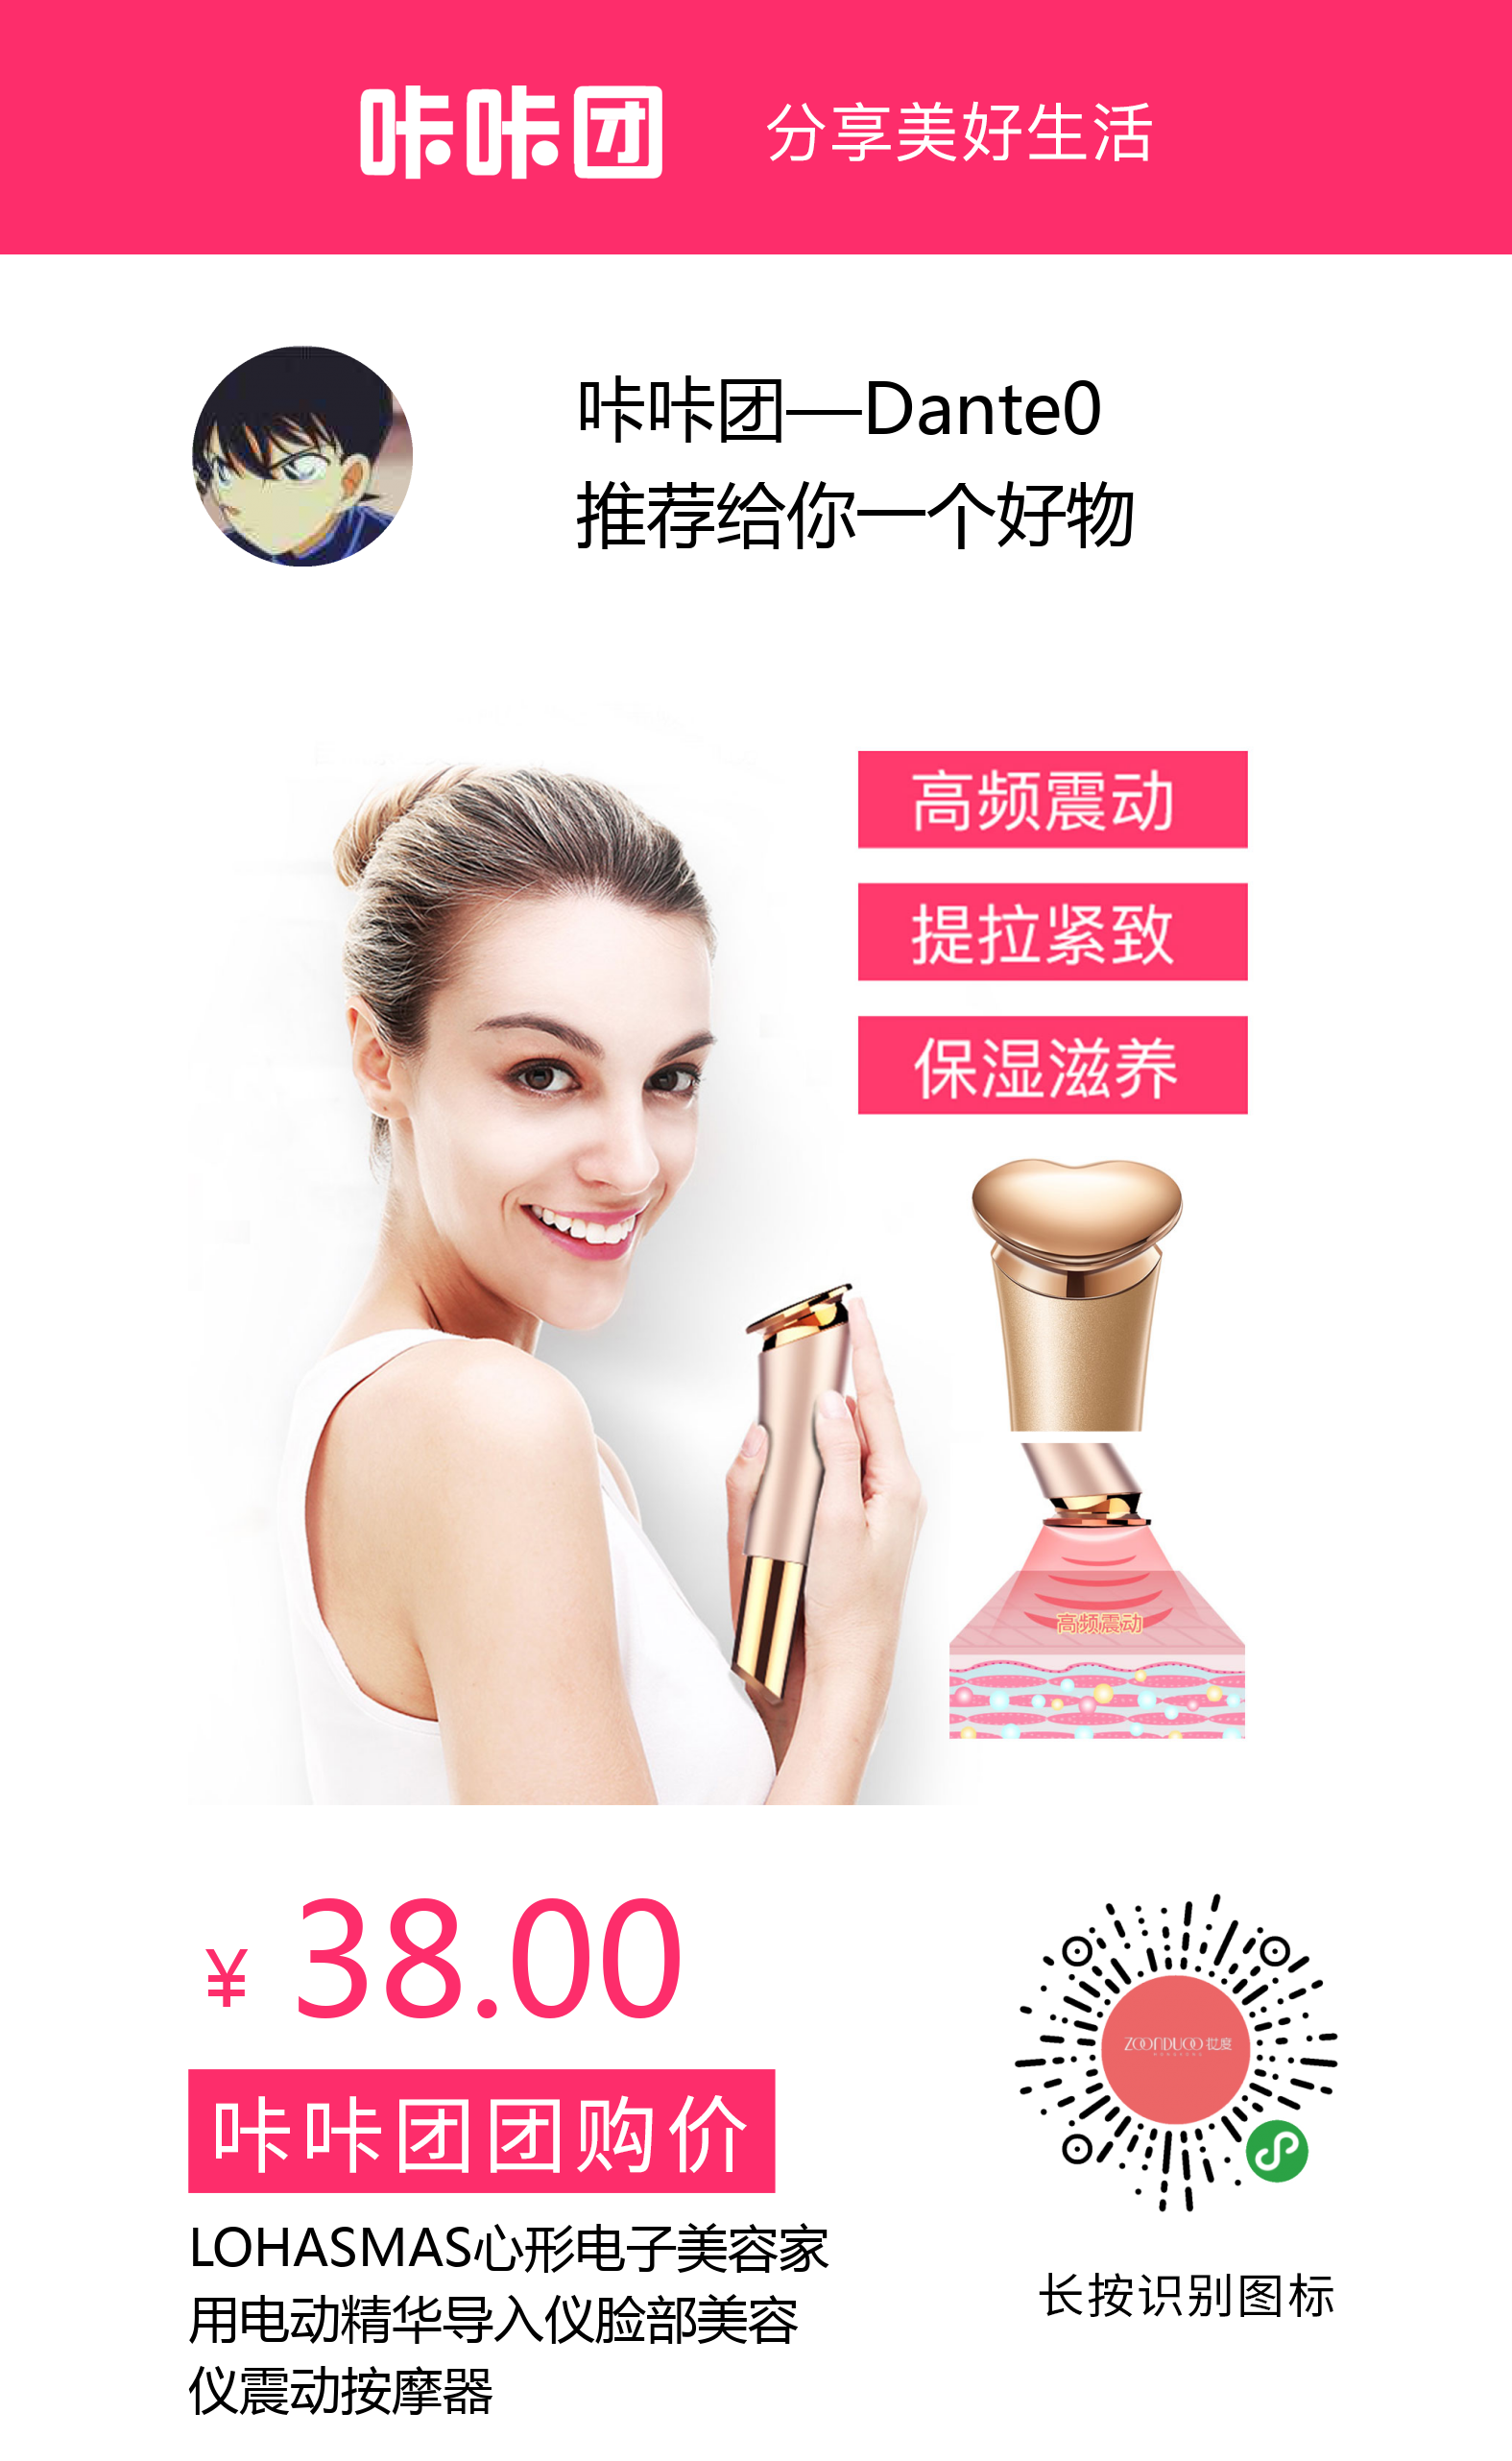 咔咔团
分享美好生活
咔咔团—Dante0
推荐给你一个好物
高频震动
提拉紧致
保湿滋养
高频震动
¥ 38.00
咔咔团团购价
LOHASMAS心形电子美容家
用电动精华导入仪脸部美容
仪震动按摩器
ZOONDUOO
长按识别图标